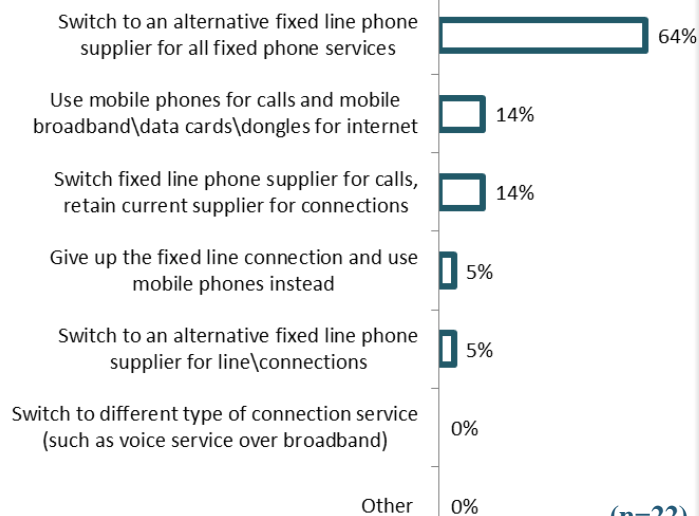 Switch to an alternative fixed line phone
supplier for all fixed phone services
64%
Use mobile phones for calls and mobile
broadband\data cards\dongles for internet
14%
Switch fixed line phone supplier for calls,
retain current supplier for connections
14%
Give up the fixed line connection and use
mobile phones instead
5%
Switch to an alternative fixed line phone
supplier for line\connections
5%
Switch to different type of connection service
(such as voice service over broadband)
0%
Other
0%
(n=22)